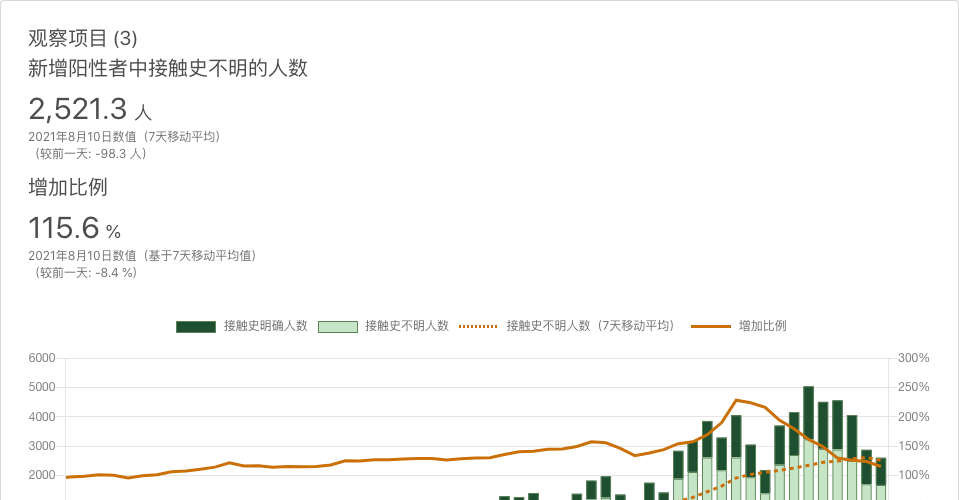 观察项目 (3)
新增阳性者中接触史不明的人数
2,521.3 人
2021年8月10日数值（7天移动平均）
（较前一天: -98.3 人）
增加比例
115.6 %
2021年8月10日数值（基于7天移动平均值）
（较前一天: -8.4 %）
接触史明确人数 接触史不明人数 接触史不明人数（7天移动平均） 增加比例
6000 300%
5000 250%
4000 200%
3000 150%
2000 100%